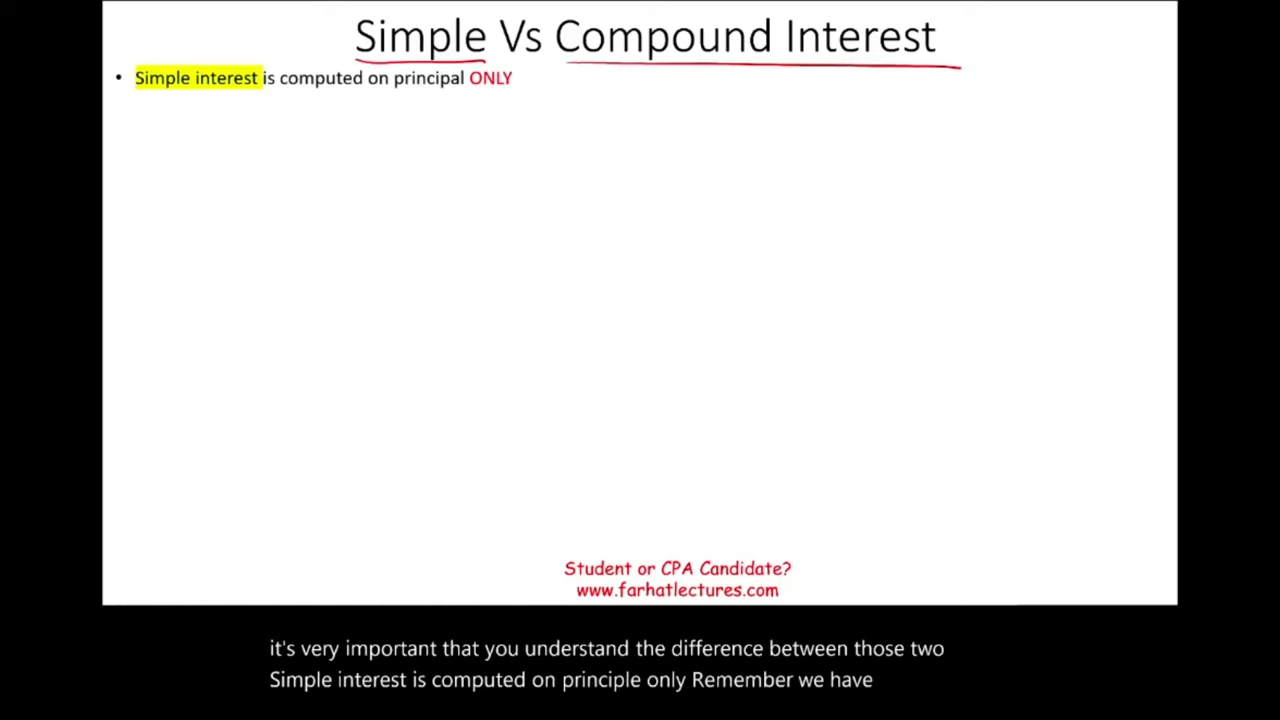 Simple Vs Compound Interest
• Simple interest is computed on principal ONLY
Student or CPA Candidate?
www.farhatlectures.com
it's very important that you understand the difference between those two
Simple interest is computed on principle only Remember we have